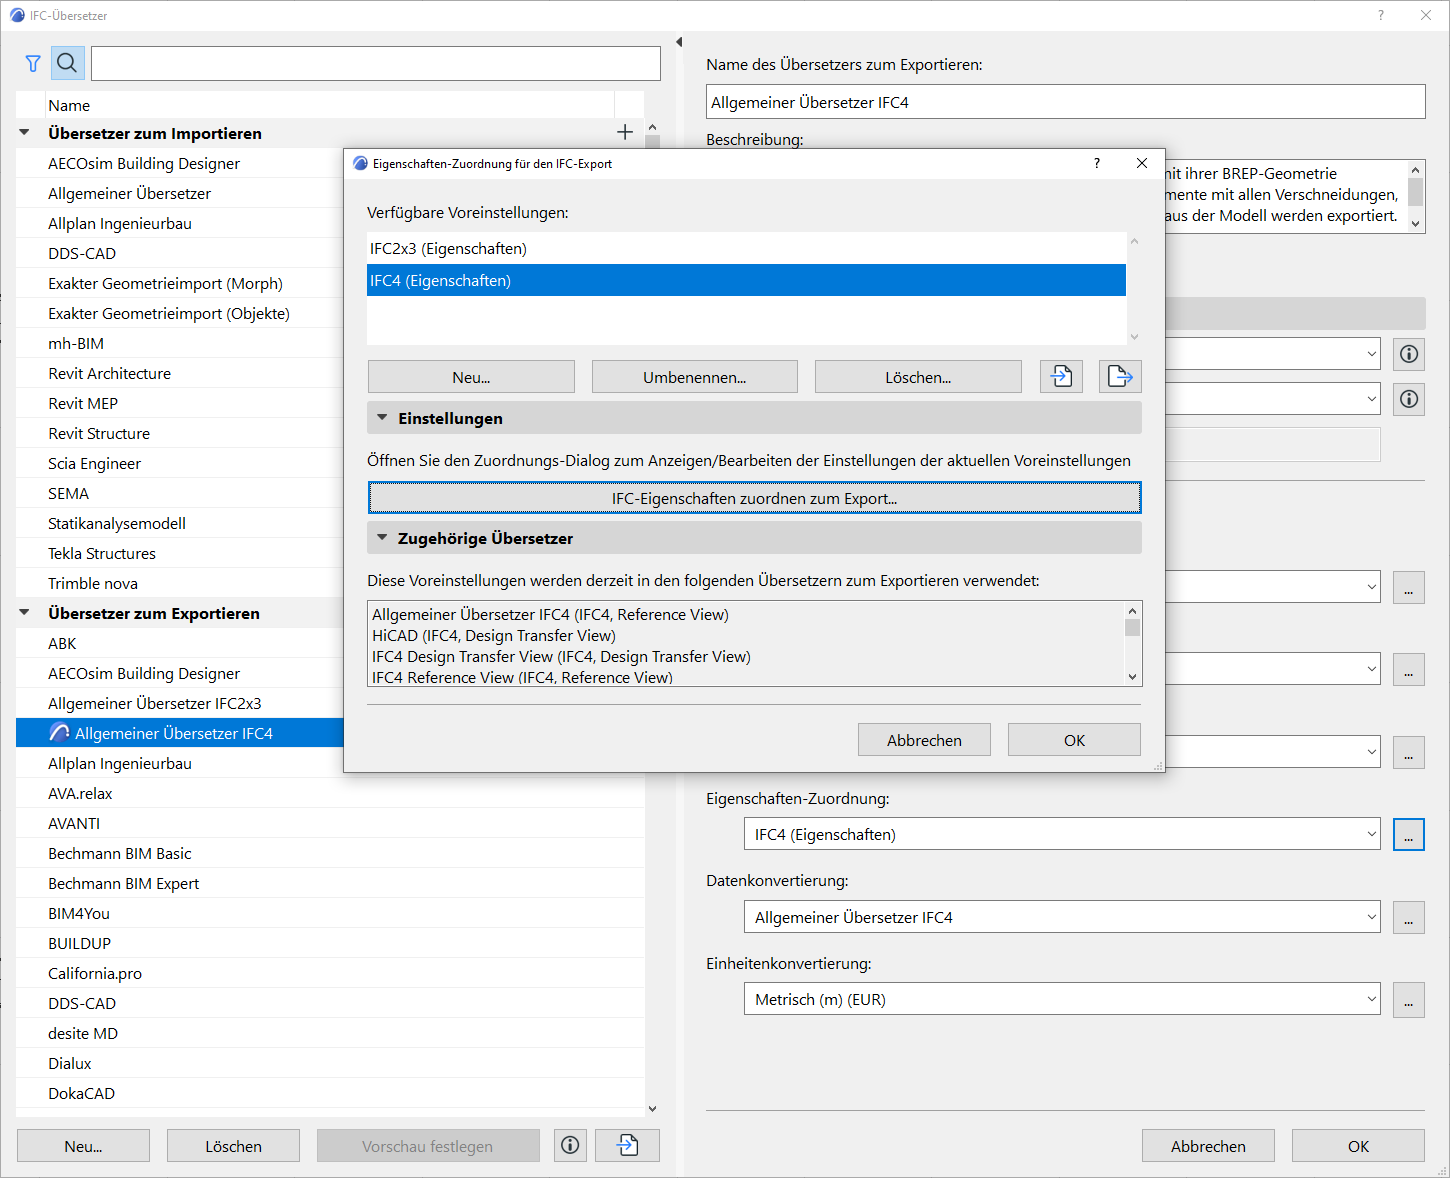 IFC-Übersetzer
?
Name
Übersetzer zum Importieren
AECOsim Building Designer
Allgemeiner Übersetzer
Allplan Ingenieurbau
DDS-CAD
Exakter Geometrieimport (Morph)
Exakter Geometrieimport (Objekte)
mh-BIM
Revit Architecture
Revit MEP
Revit Structure
Scia Engineer
SEMA
Statikanalysemodell
Tekla Structures
Trimble nova
Übersetzer zum Exportieren
ABK
AECOsim Building Designer
Allgemeiner Übersetzer IFC2x3
Allgemeiner Übersetzer IFC4
Allplan Ingenieurbau
AVA.relax
AVANTI
Bechmann BIM Basic
Bechmann BIM Expert
BIM4You
BUILDUP
California.pro
DDS-CAD
desite MD
Dialux
DokaCAD
Neu...
Löschen
Vorschau festlegen
Name des Übersetzers zum Exportieren:
Allgemeiner Übersetzer IFC4
Beschreibung:
it ihrer BREP-Geometrie
mente mit allen Verschneidungen,
aus der Modell werden exportiert.
Eigenschaften-Zuordnung für den IFC-Export
?
Verfügbare Voreinstellungen:
IFC2x3 (Eigenschaften)
IFC4 (Eigenschaften)
Neu...
Umbenennen...
Löschen...
Einstellungen
Öffnen Sie den Zuordnungs-Dialog zum Anzeigen/Bearbeiten der Einstellungen der aktuellen Voreinstellungen
IFC-Eigenschaften zuordnen zum Export...
Zugehörige Übersetzer
Diese Voreinstellungen werden derzeit in den folgenden Übersetzern zum Exportieren verwendet:
Allgemeiner Übersetzer IFC4 (IFC4, Reference View)
HiCAD (IFC4, Design Transfer View)
IFC4 Design Transfer View (IFC4, Design Transfer View)
IFC4 Reference View (IFC4, Reference View)
Abbrechen
OK
...
...
...
Eigenschaften-Zuordnung:
IFC4 (Eigenschaften)
...
Datenkonvertierung:
Allgemeiner Übersetzer IFC4
...
Einheitenkonvertierung:
Metrisch (m) (EUR)
...
Abbrechen
OK